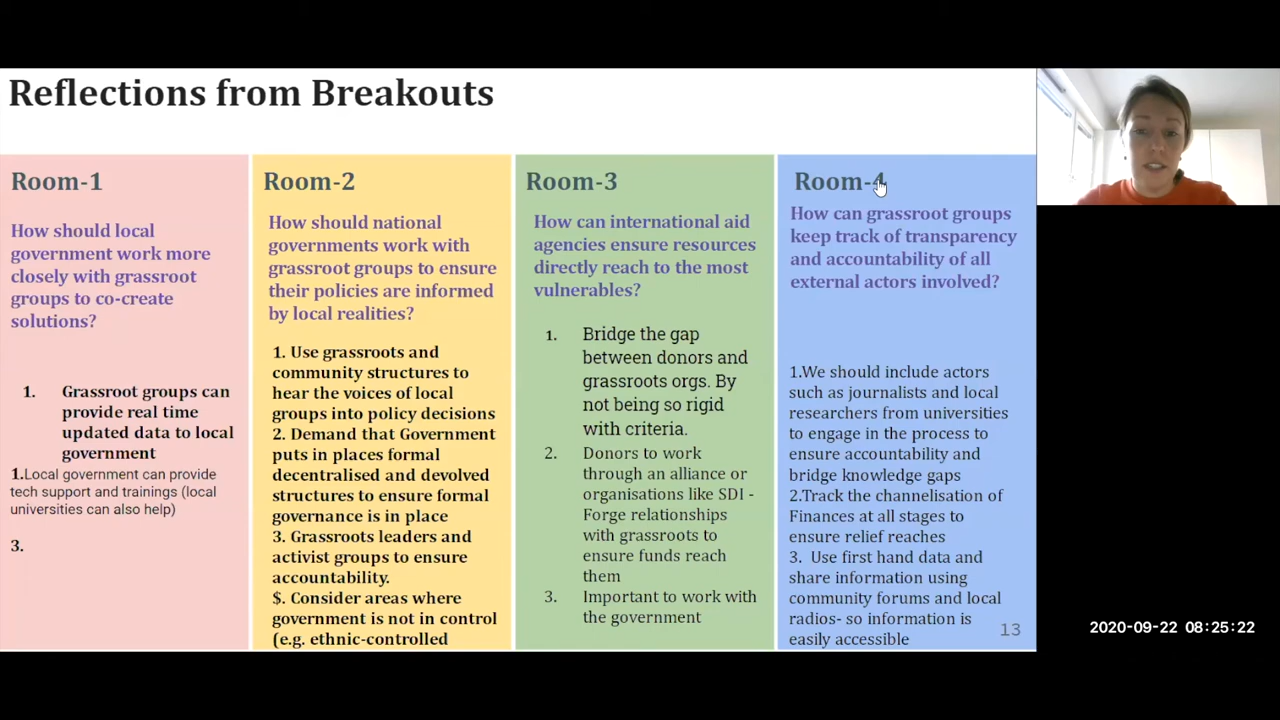 Reflections from Breakouts
Room-1
How should local
government work more
closely with grassroot
groups to co-create
solutions?
1. Grassroot groups can
provide real time
updated data to local
government
1.Local government can provide
tech support and trainings (local
universities can also help)
3.
Room-2
How should national
governments work with
grassroot groups to ensure
their policies are informed
by local realities?
1. Use grassroots and
community structures to
hear the voices of local
groups into policy decisions
2. Demand that Government
puts in places formal
decentralised and devolved
structures to ensure formal
governance is in place
3. Grassroots leaders and
activist groups to ensure
accountability.
$. Consider areas where
government is not in control
(e.g. ethnic-controlled
Room-3
How can international aid
agencies ensure resources
directly reach to the most
vulnerables?
1. Bridge the gap
between donors and
grassroots orgs. By
not being so rigid
with criteria.
2. Donors to work
through an alliance or
organisations like SDI -
Forge relationships
with grassroots to
ensure funds reach
them
3. Important to work with
the government
Room-4
How can grassroot groups
keep track of transparency
and accountability of all
external actors involved?
1.We should include actors
such as journalists and local
researchers from universities
to engage in the process to
ensure accountability and
bridge knowledge gaps
2.Track the channelisation of
Finances at all stages to
ensure relief reaches
3. Use first hand data and
share information using
community forums and local
radios- so information is
easily accessible
13
2020-09-22 08:25:22